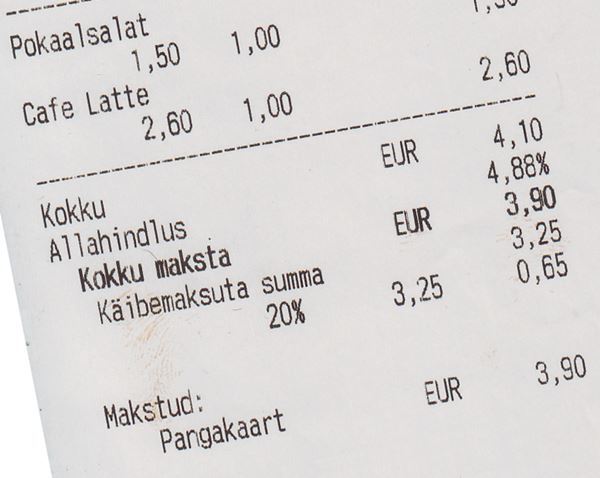 Pokaalsalat
1,50 1,00 1,50
Cafe Latte
2,60 1,00 2,60
Kokku EUR 4,10
Allahindlus 4,88%
Kokku maksta EUR 3,90
Käibemaksuta summa 3,25
20% 3,25 0,65
Makstud:
Pangakaart EUR 3,90